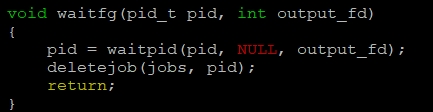 void waitfg(pid_t pid, int output_fd)
{
    pid = waitpid(pid, NULL, output_fd);
    deletejob(jobs, pid);
    return;
}